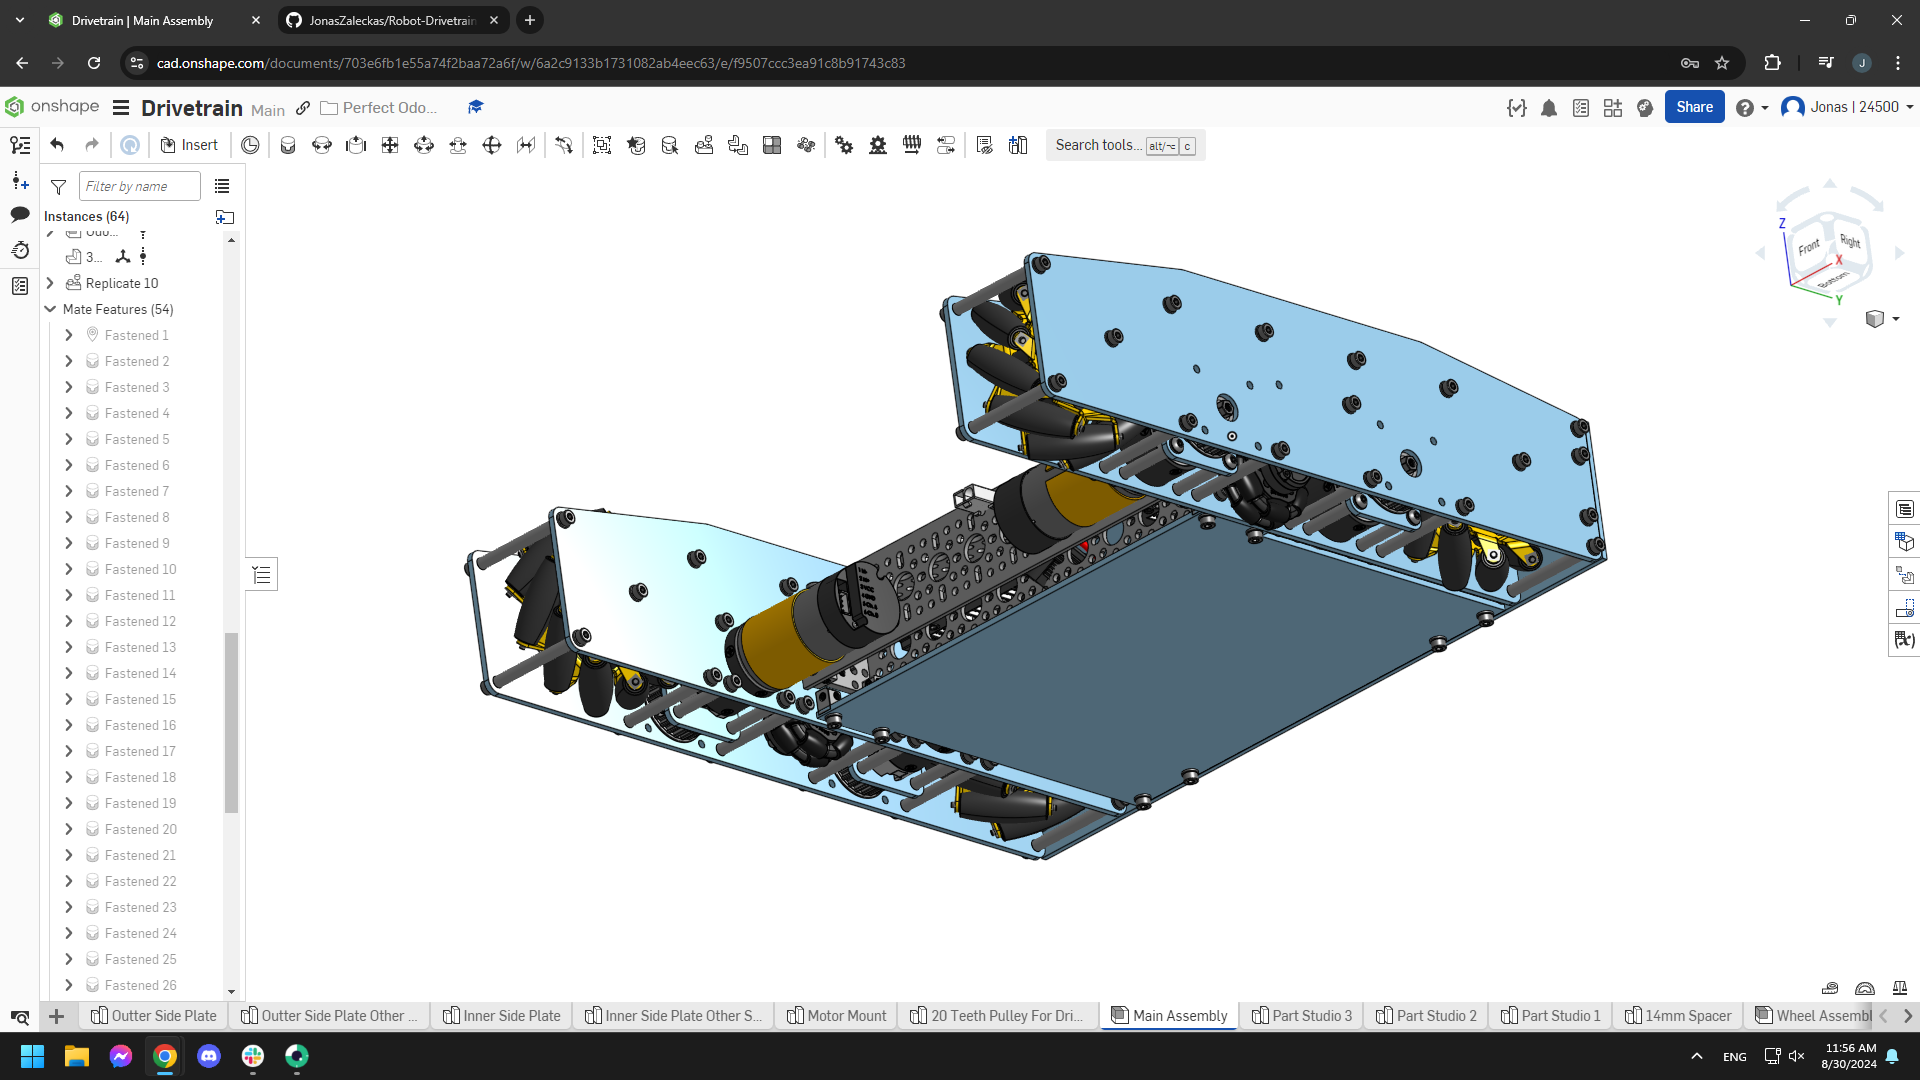 Drivetrain | Main Assembly
JonasZaleckas/Robot-Drivetrain
cad.onshape.com/documents/703e6fb1e55a74f2baa72a6f/w/6a2c9133b1731082ab4eec63/e/f9507ccc3ea91c8b91743c83
J
onshape
Drivetrain
Main
Perfect Odo...
Share
Jonas | 24500
Insert
Search tools... alt/⌥ c
Filter by name
Instances (64)
Odo...
3...
Replicate 10
Mate Features (54)
Fastened 1
Fastened 2
Fastened 3
Fastened 4
Fastened 5
Fastened 6
Fastened 7
Fastened 8
Fastened 9
Fastened 10
Fastened 11
Fastened 12
Fastened 13
Fastened 14
Fastened 15
Fastened 16
Fastened 17
Fastened 18
Fastened 19
Fastened 20
Fastened 21
Fastened 22
Fastened 23
Fastened 24
Fastened 25
Fastened 26
Z
Front
Right
X
Bottom
Y
Outter Side Plate
Outter Side Plate Other ...
Inner Side Plate
Inner Side Plate Other S...
Motor Mount
20 Teeth Pulley For Dri...
Main Assembly
Part Studio 3
Part Studio 2
Part Studio 1
14mm Spacer
Wheel Assembl
ENG
11:56 AM
8/30/2024